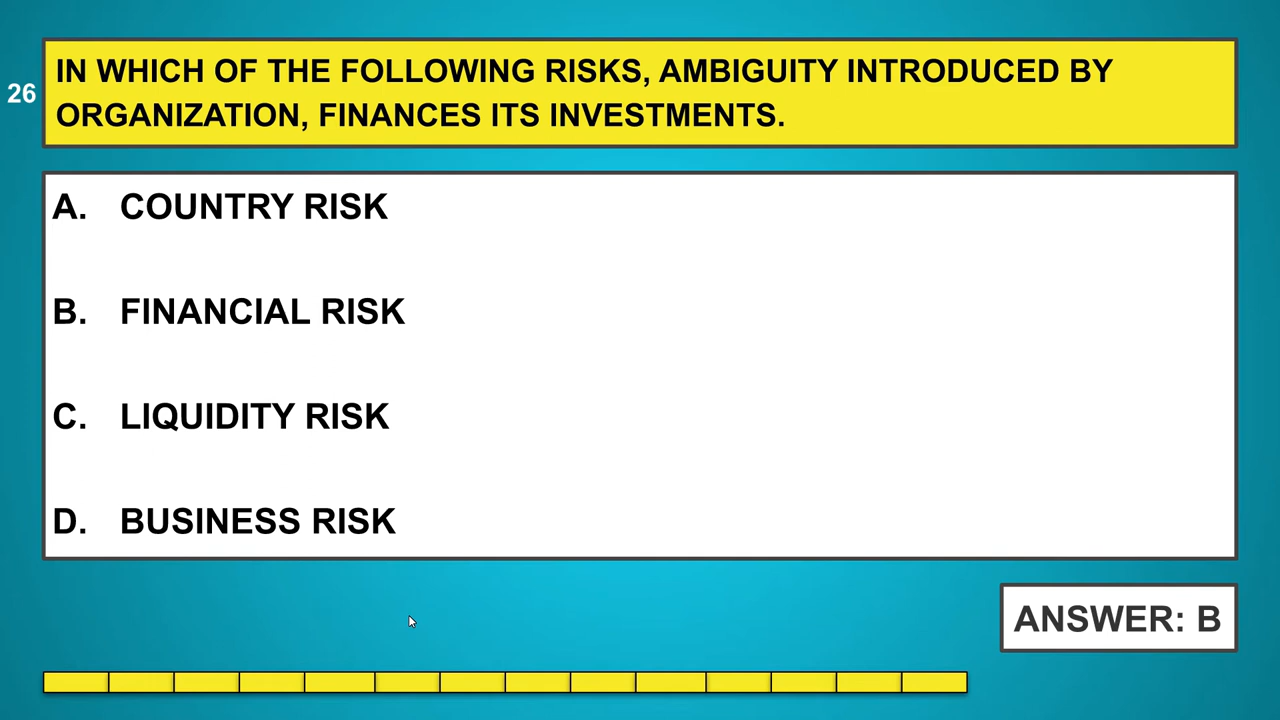 26
IN WHICH OF THE FOLLOWING RISKS, AMBIGUITY INTRODUCED BY
ORGANIZATION, FINANCES ITS INVESTMENTS.
A. COUNTRY RISK
B. FINANCIAL RISK
C. LIQUIDITY RISK
D. BUSINESS RISK
ANSWER: B